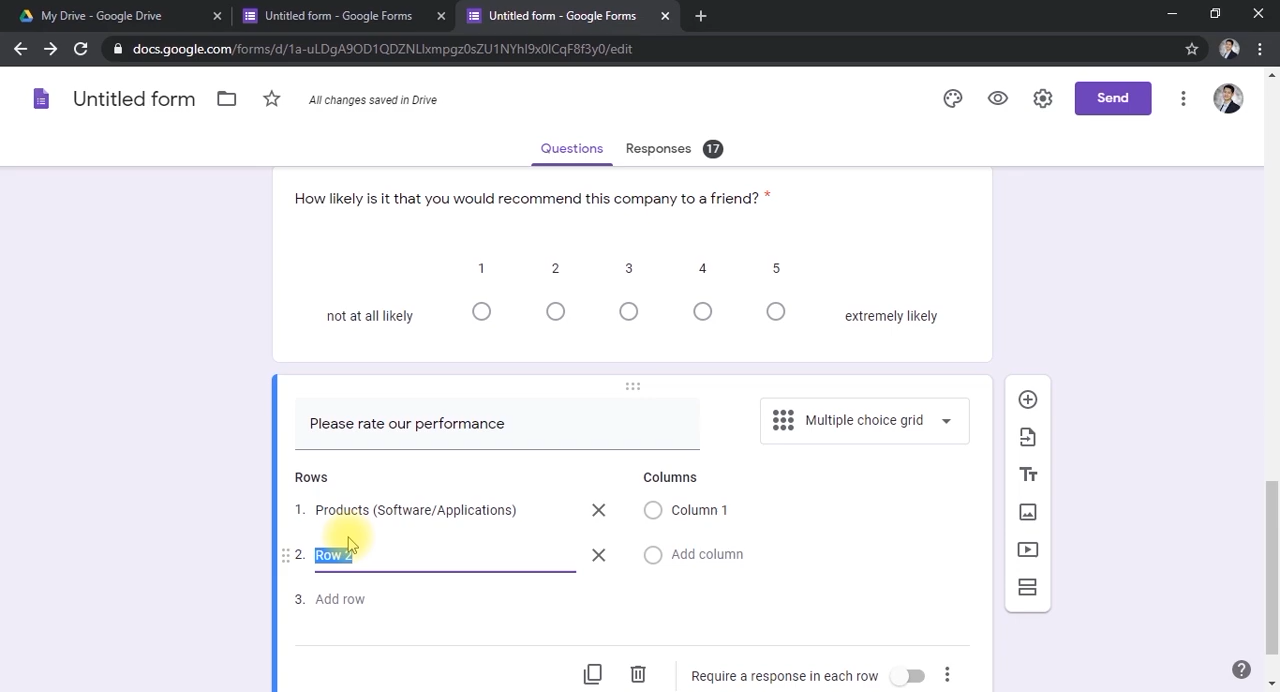 My Drive - Google Drive
Untitled form - Google Forms
Untitled form - Google Forms
docs.google.com/forms/d/1a-uLDgA9OD1QDZNLlxmpgz0sZU1NYhl9x0lCqF8f3y0/edit
Untitled form
All changes saved in Drive
Send
Questions
Responses 17
How likely is it that you would recommend this company to a friend? *
1 2 3 4 5
not at all likely
extremely likely
Please rate our performance
Multiple choice grid
Rows
Columns
1. Products (Software/Applications)
Column 1
2. Row 2
Add column
3. Add row
Require a response in each row